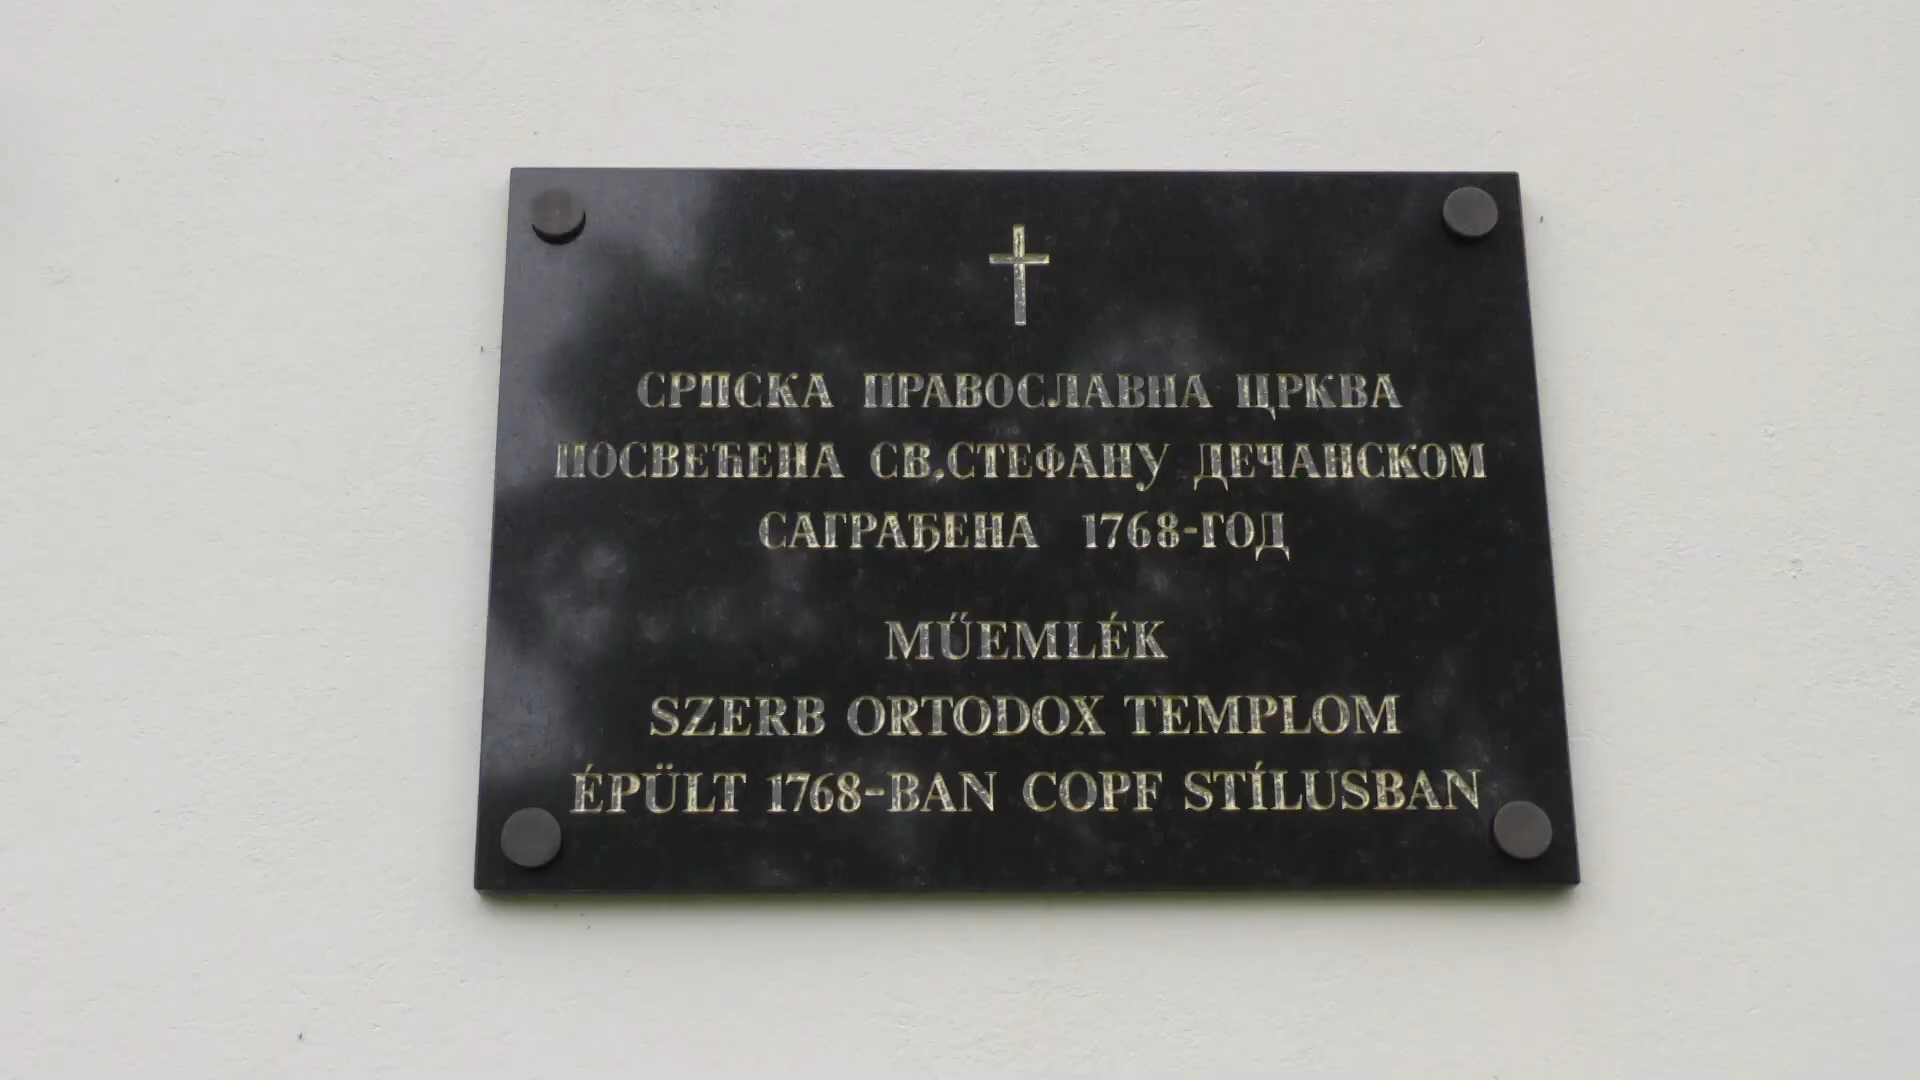 СРПСКА ПРАВОСЛАВНА ЦРКВА
ПОСВЕЋЕНА СВ.СТЕФАНУ ДЕЧАНСКОМ
САГРАЂЕНА 1768-ГОД
MŰEMLÉK
SZERB ORTODOX TEMPLOM
ÉPÜLT 1768-BAN COPF STÍLUSBAN